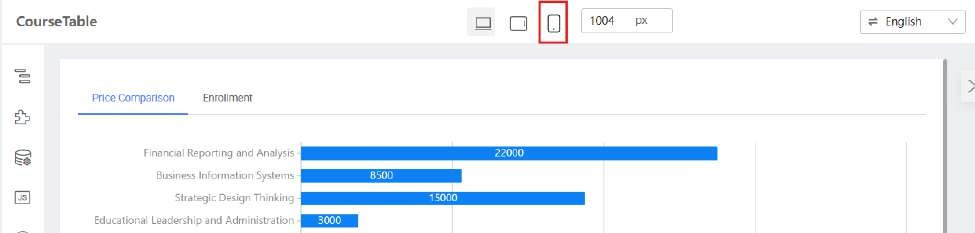 CourseTable
1004 px
English
Price Comparison Enrollment
Financial Reporting and Analysis 22000
Business Information Systems 8500
Strategic Design Thinking 15000
Educational Leadership and Administration 3000
JS